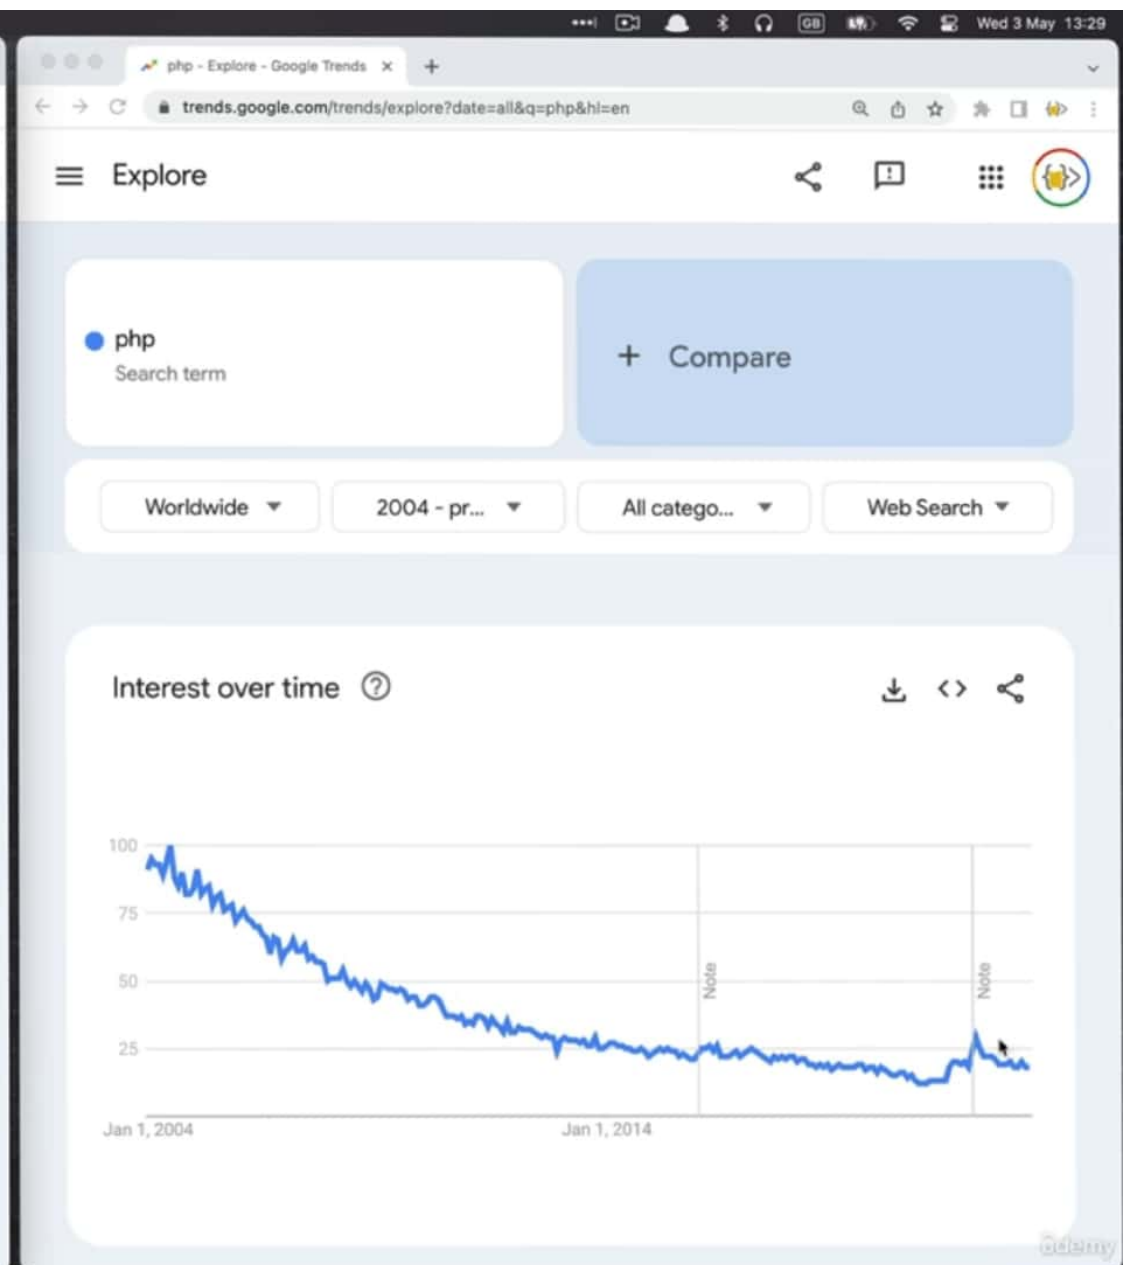 GB Wed 3 May 13:29
php - Explore - Google Trends
trends.google.com/trends/explore?date=all&q=php&hl=en
Explore
php
Search term
+ Compare
Worldwide
2004 - pr...
All catego...
Web Search
Interest over time
100
75
50
25
Note
Note
Jan 1, 2004
Jan 1, 2014
ûdemy